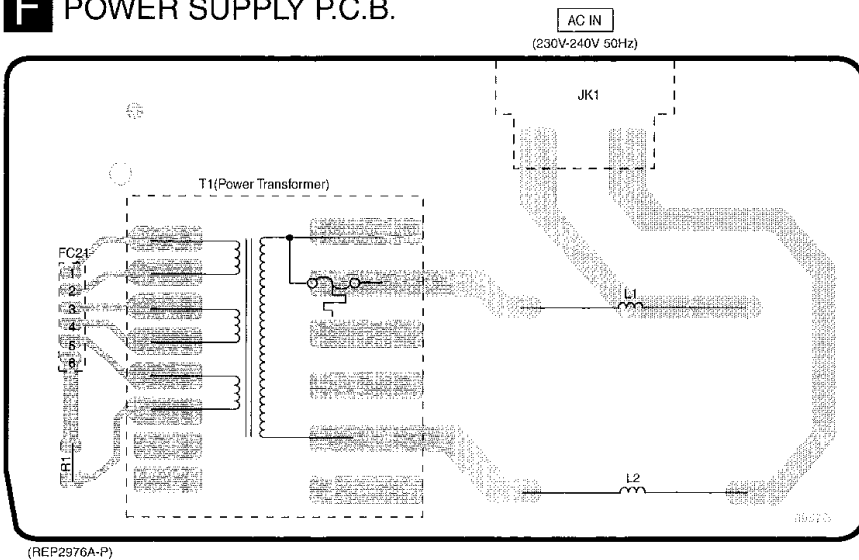 F POWER SUPPLY P.C.B.
AC IN
(230V-240V 50Hz)
JK1
T1(Power Transformer)
FC21
1
2
3
4
5
6
L1
R1
L2
(REP2976A-P)